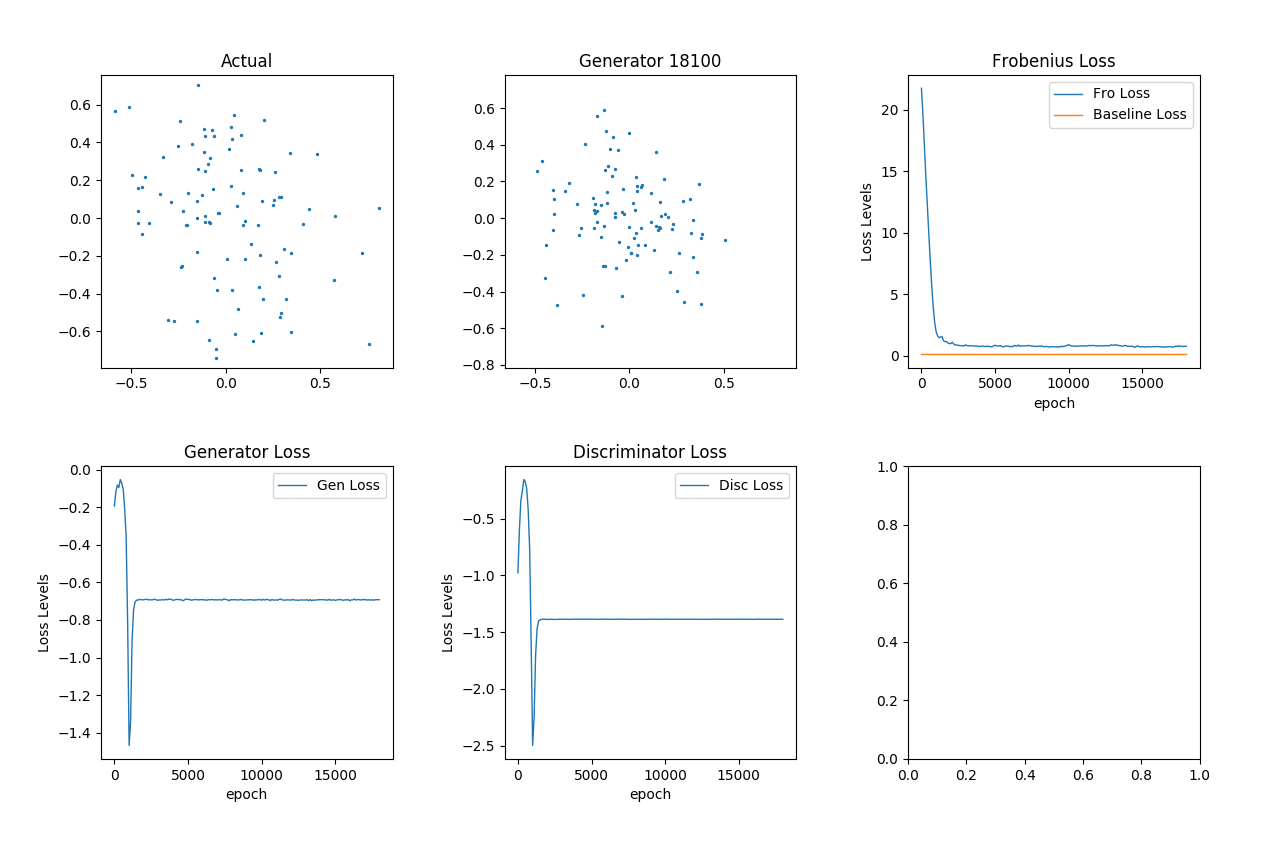 Actual
0.6
0.4
0.2
0.0
−0.2
−0.4
−0.6
−0.5 0.0 0.5
Generator 18100
0.6
0.4
0.2
0.0
−0.2
−0.4
−0.6
−0.8
−0.5 0.0 0.5
Frobenius Loss
Fro Loss
Baseline Loss
Loss Levels
20
15
10
5
0
0 5000 10000 15000
epoch
Generator Loss
Gen Loss
Loss Levels
0.0
−0.2
−0.4
−0.6
−0.8
−1.0
−1.2
−1.4
0 5000 10000 15000
epoch
Discriminator Loss
Disc Loss
Loss Levels
−0.5
−1.0
−1.5
−2.0
−2.5
0 5000 10000 15000
epoch
1.0
0.8
0.6
0.4
0.2
0.0
0.0 0.2 0.4 0.6 0.8 1.0